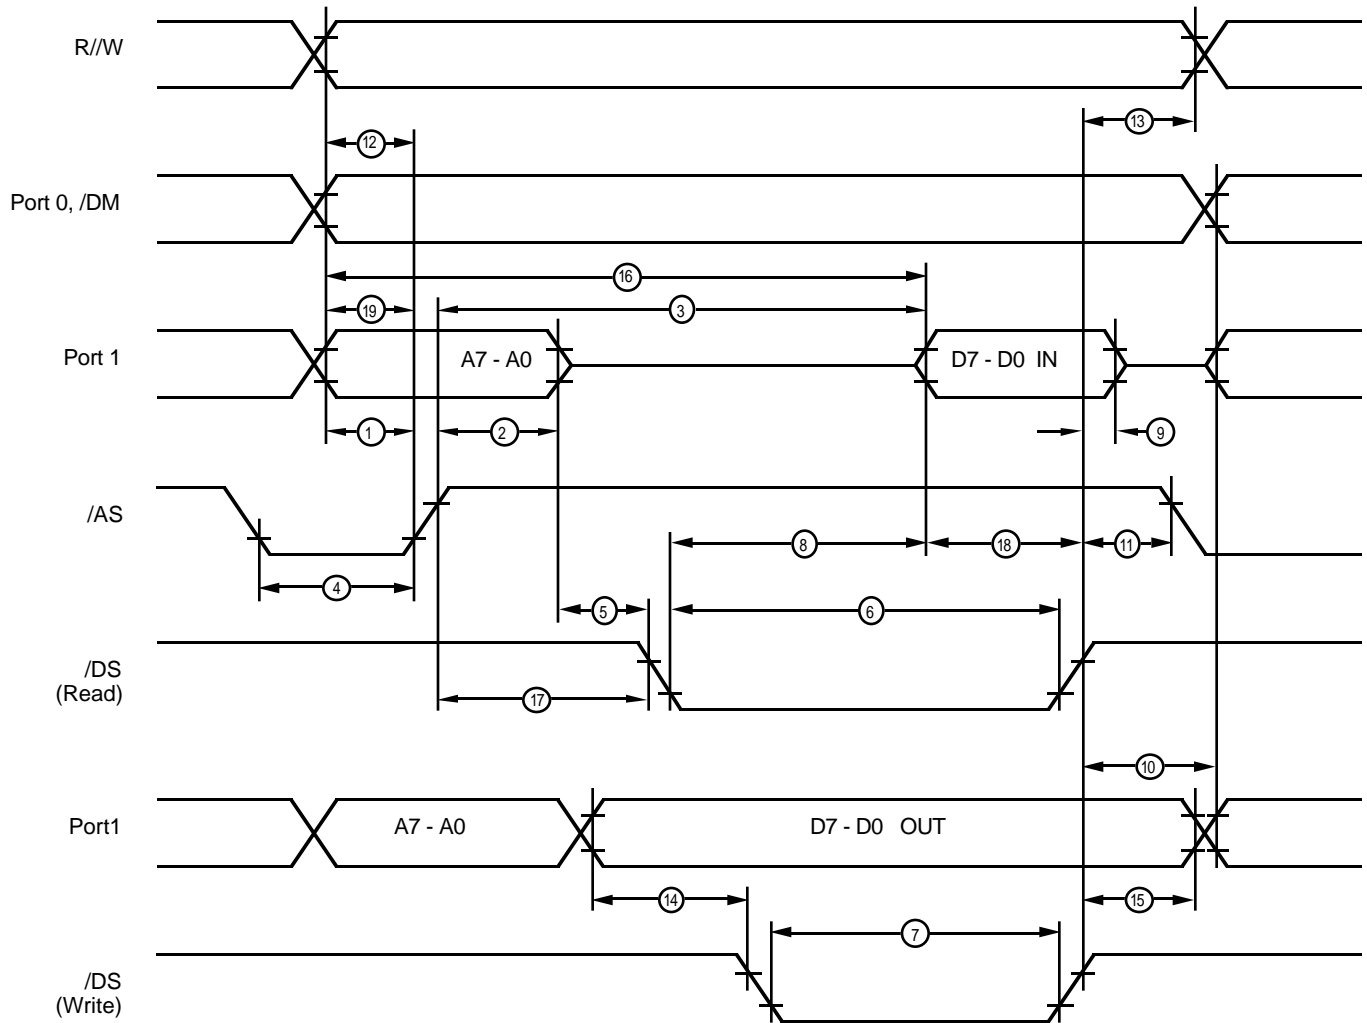 R//W
13
12
Port 0, /DM
16
19
3
Port 1
A7 - A0
D7 - D0 IN
1
2
9
/AS
8
18
11
4
5
6
/DS
(Read)
17
10
Port1
A7 - A0
D7 - D0 OUT
14
15
7
/DS
(Write)